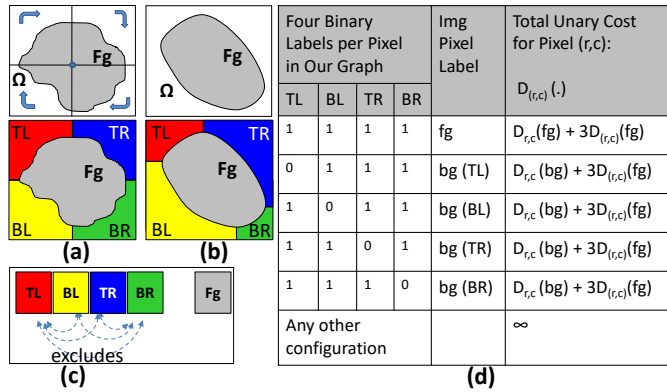 Fg
Ω
Fg
Ω
TL
TR
Fg
BL
BR
(a)
TL
TR
Fg
BL
BR
(b)
TL
BL
TR
BR
Fg
excludes
(c)
Four Binary
Labels per Pixel
in Our Graph
Img
Pixel
Label
Total Unary Cost
for Pixel (r,c):
D(r,c) (.)
TL BL TR BR
1 1 1 1 fg Dr,c(fg) + 3D(r,c)(fg)
0 1 1 1 bg (TL) Dr,c (bg) + 3D(r,c)(fg)
1 0 1 1 bg (BL) Dr,c (bg) + 3D(r,c)(fg)
1 1 0 1 bg (TR) Dr,c (bg) + 3D(r,c)(fg)
1 1 1 0 bg (BR) Dr,c (bg) + 3D(r,c)(fg)
Any other
configuration
∞
(d)